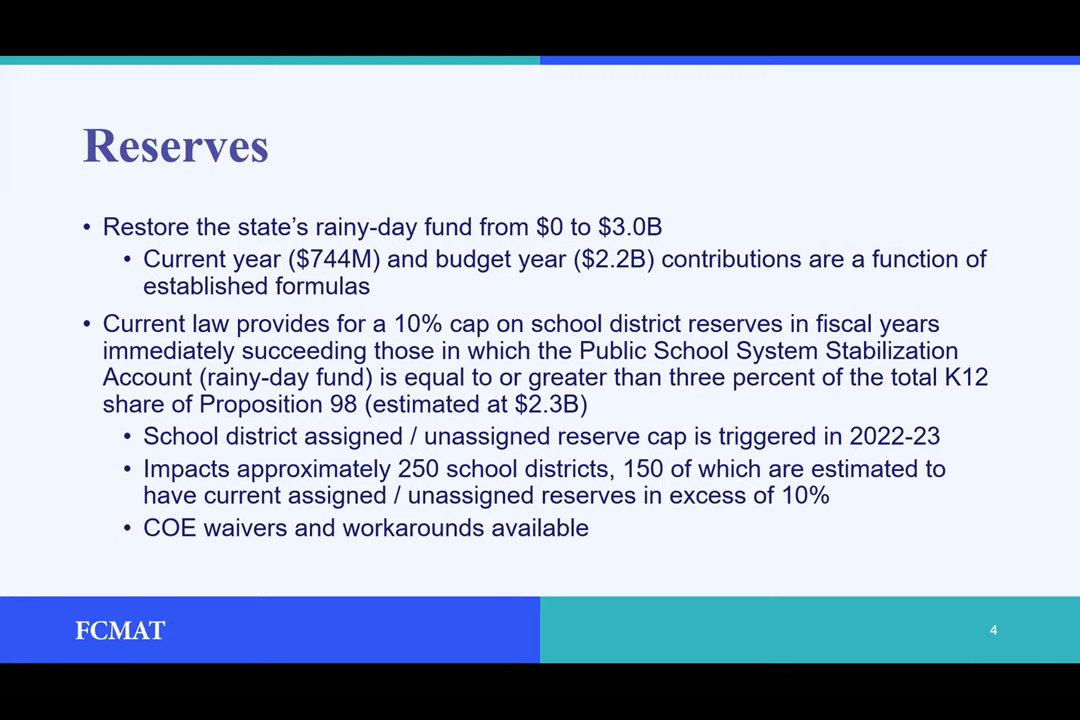 Reserves
• Restore the state’s rainy-day fund from $0 to $3.0B
• Current year ($744M) and budget year ($2.2B) contributions are a function of
established formulas
• Current law provides for a 10% cap on school district reserves in fiscal years
immediately succeeding those in which the Public School System Stabilization
Account (rainy-day fund) is equal to or greater than three percent of the total K12
share of Proposition 98 (estimated at $2.3B)
• School district assigned / unassigned reserve cap is triggered in 2022-23
• Impacts approximately 250 school districts, 150 of which are estimated to
have current assigned / unassigned reserves in excess of 10%
• COE waivers and workarounds available
FCMAT
4